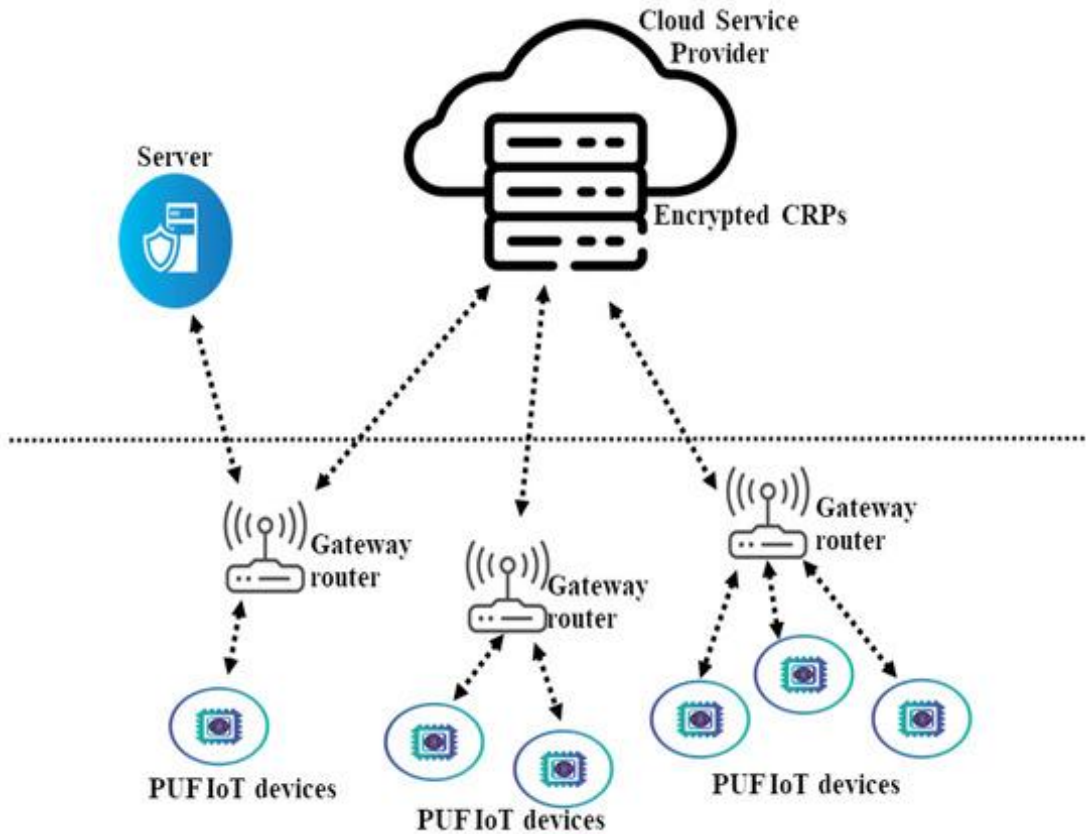 Cloud Service
Provider
Server
Encrypted CRPs
Gateway
router
Gateway
router
Gateway
router
PUF IoT devices
PUF IoT devices
PUF IoT devices